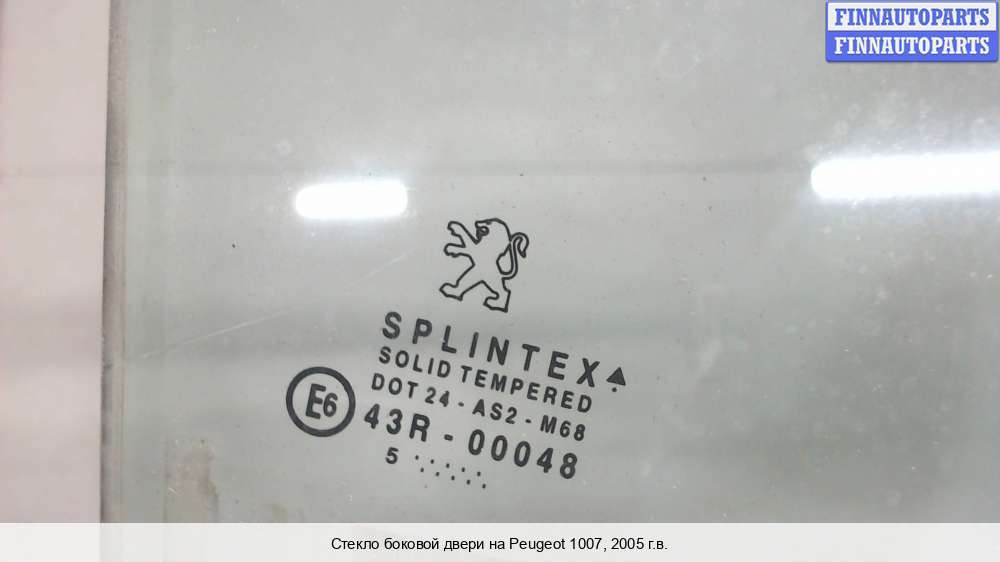 FINNAUTOPARTS
FINNAUTOPARTS
SPLINTEX
SOLID TEMPERED
DOT 24 - AS2 - M68
E6
43R - 00048
5
Стекло боковой двери на Peugeot 1007, 2005 г.в.